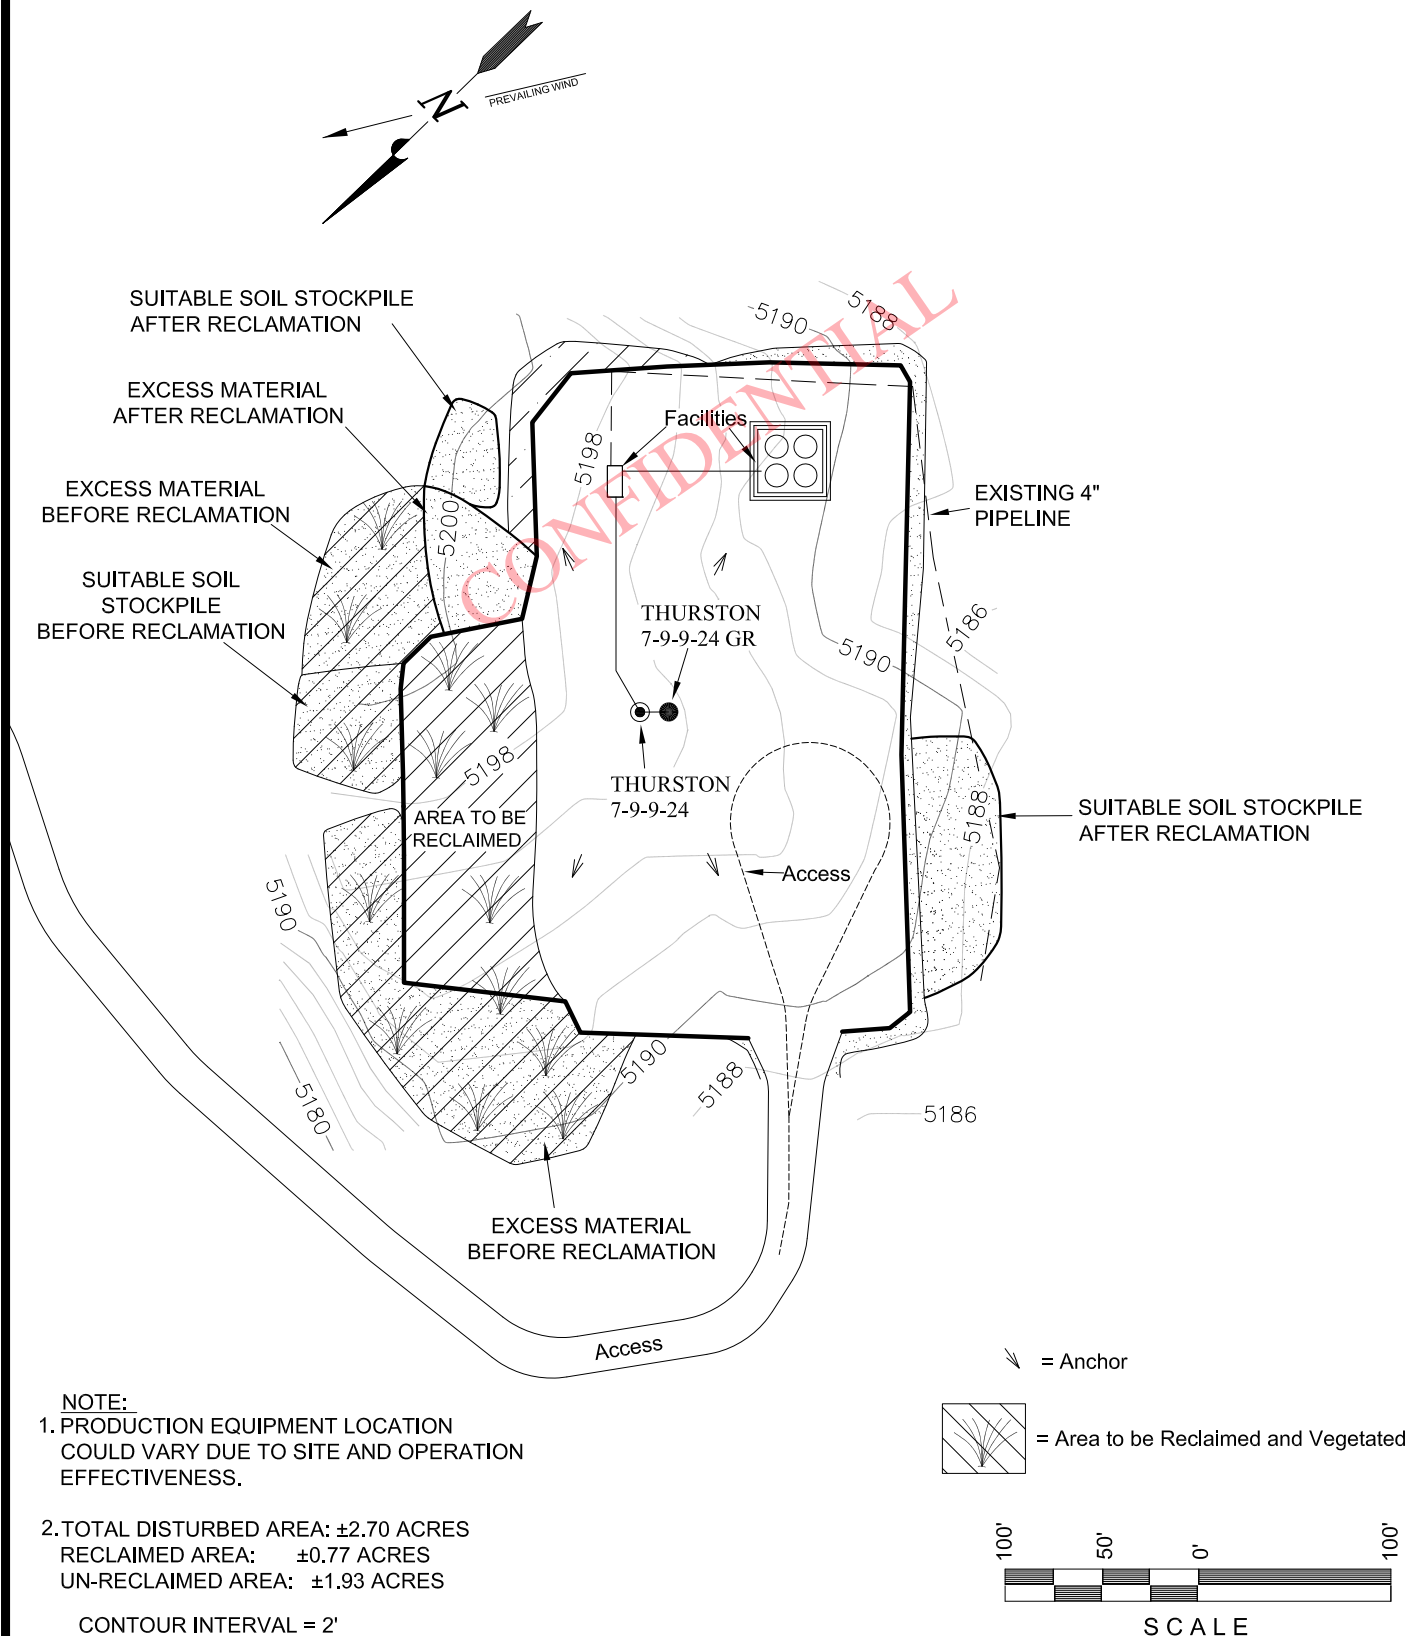 N
PREVAILING WIND
SUITABLE SOIL STOCKPILE
AFTER RECLAMATION
5190
5188
EXCESS MATERIAL
AFTER RECLAMATION
Facilities
5198
CONFIDENTIAL
EXCESS MATERIAL
BEFORE RECLAMATION
5200
EXISTING 4"
PIPELINE
SUITABLE SOIL
STOCKPILE
BEFORE RECLAMATION
THURSTON
7-9-9-24 GR
5186
5190
5198
THURSTON
7-9-9-24
AREA TO BE
RECLAIMED
5188
SUITABLE SOIL STOCKPILE
AFTER RECLAMATION
Access
5190
5180
5190
5188
5186
EXCESS MATERIAL
BEFORE RECLAMATION
Access
= Anchor
= Area to be Reclaimed and Vegetated
NOTE:
1. PRODUCTION EQUIPMENT LOCATION
COULD VARY DUE TO SITE AND OPERATION
EFFECTIVENESS.
2. TOTAL DISTURBED AREA: ±2.70 ACRES
RECLAIMED AREA: ±0.77 ACRES
UN-RECLAIMED AREA: ±1.93 ACRES
CONTOUR INTERVAL = 2'
100' 50' 0' 100'
SCALE